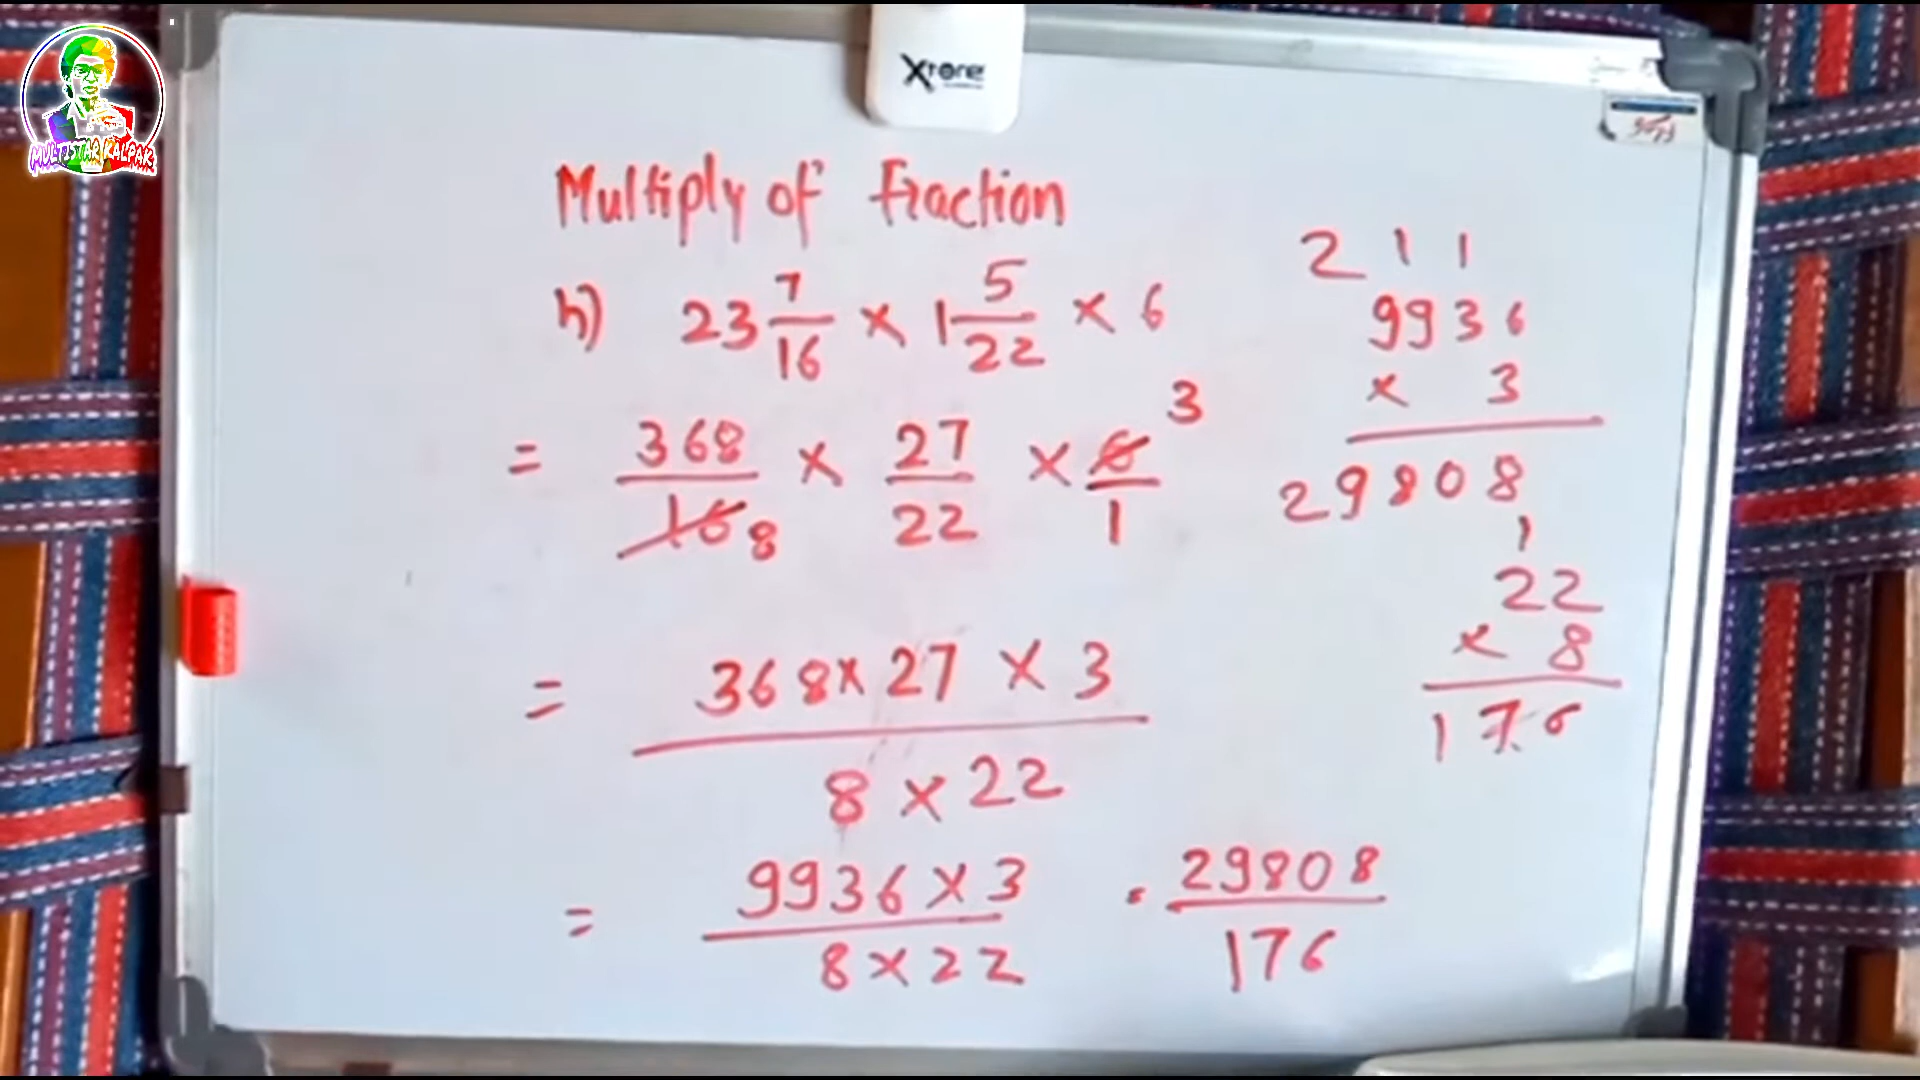 MULTISTAR KALPAK
Xtore
Multiply of fraction
h) 23 7/16 × 1 5/22 × 6
= 368/16 8 × 27/22 × 6/1 3
= 368 × 27 × 3
8 × 22
= 9936 × 3 / 8 × 22 = 29808 / 176
2 1 1
9936
× 3
29808
1
22
× 8
176